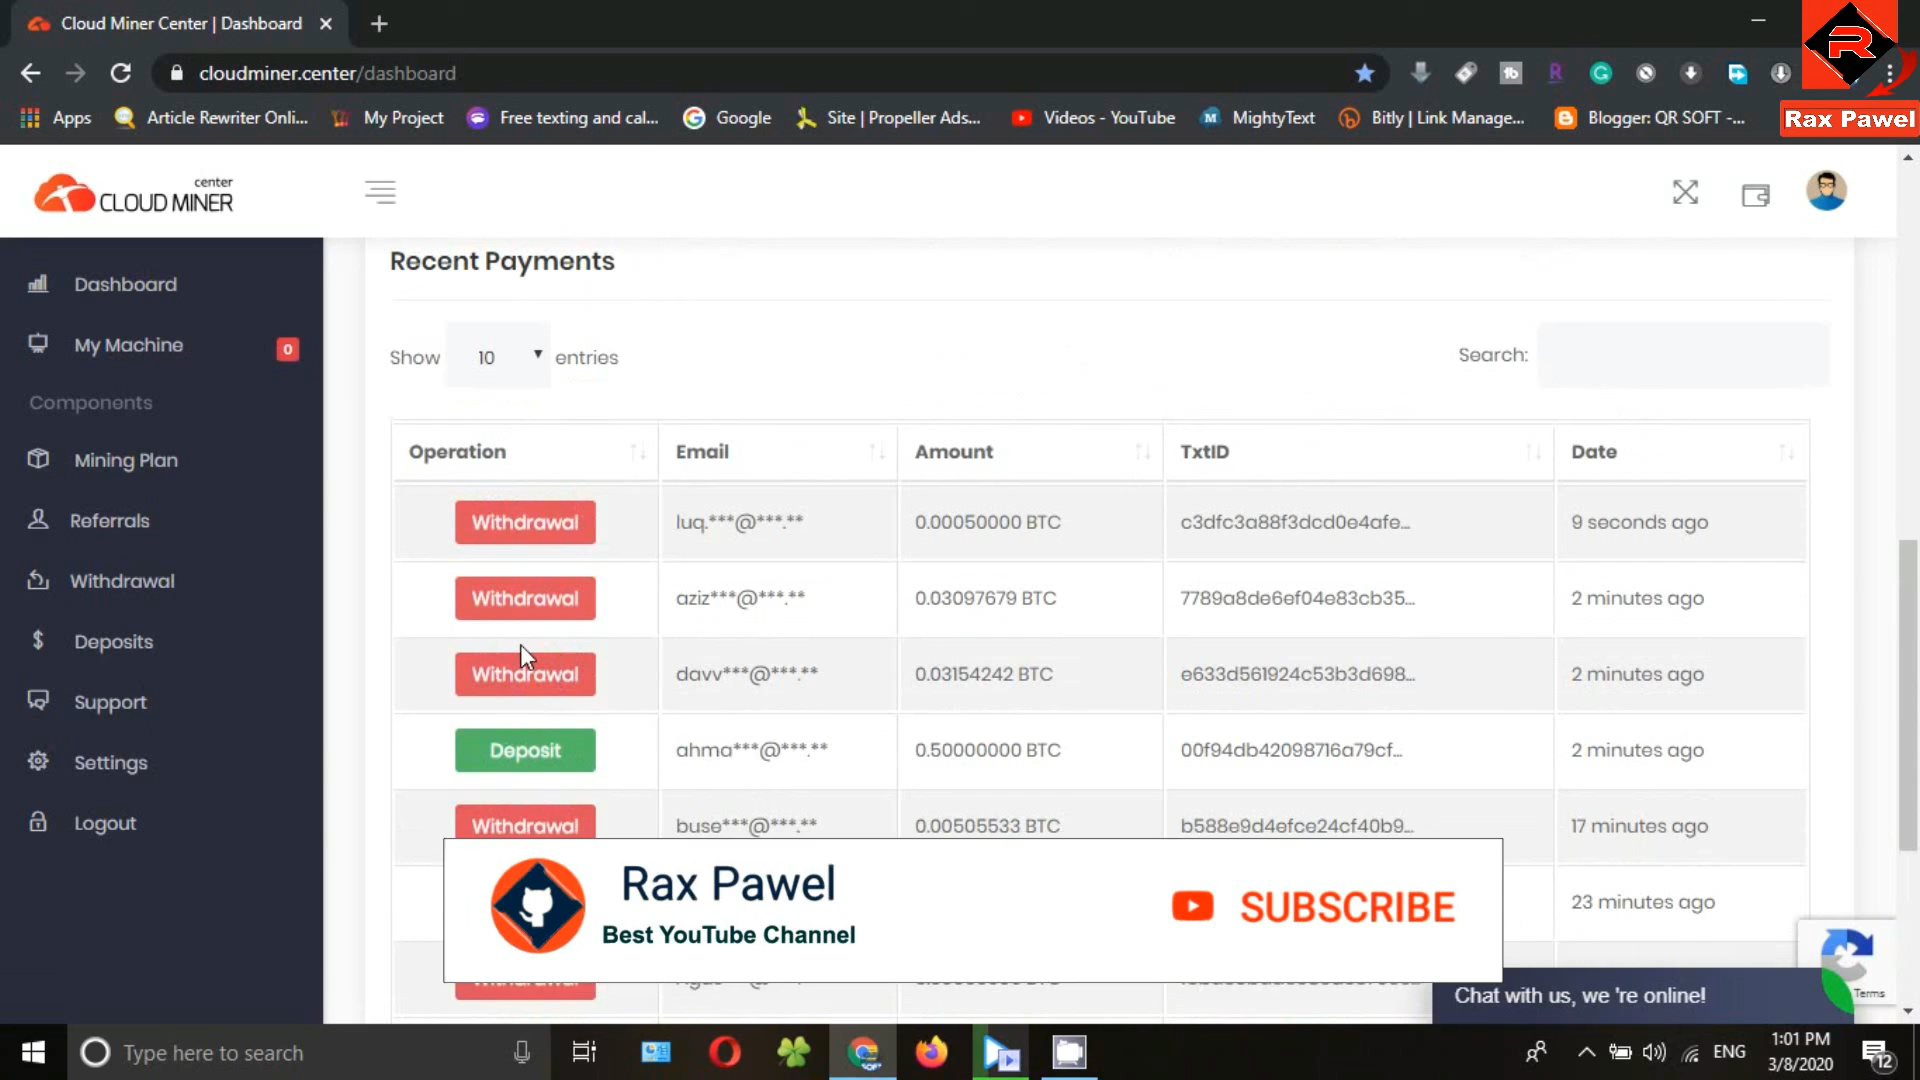 Cloud Miner Center | Dashboard
cloudminer.center/dashboard
R
Rax Pawel
Apps
Article Rewriter Onli...
My Project
Free texting and cal...
Google
Site | Propeller Ads...
Videos - YouTube
MightyText
Bitly | Link Manage...
Blogger: QR SOFT -...
center
CLOUD MINER
Dashboard
My Machine
0
Components
Mining Plan
Referrals
Withdrawal
Deposits
Support
Settings
Logout
Recent Payments
Show 10 entries
Search:
Operation Email Amount TxtID Date
Withdrawal luq.***@***.** 0.00050000 BTC c3dfc3a88f3dcd0e4afe... 9 seconds ago
Withdrawal aziz***@***.** 0.03097679 BTC 7789a8de6ef04e83cb35... 2 minutes ago
Withdrawal davv***@***.** 0.03154242 BTC e633d561924c53b3d698... 2 minutes ago
Deposit ahma***@***.** 0.50000000 BTC 00f94db42098716a79cf... 2 minutes ago
Withdrawal buse***@***.** 0.00505533 BTC b588e9d4efce24cf40b9... 17 minutes ago
23 minutes ago
Rax Pawel
Best YouTube Channel
SUBSCRIBE
Chat with us, we 're online!
Terms
Type here to search
ENG
1:01 PM
3/8/2020
12